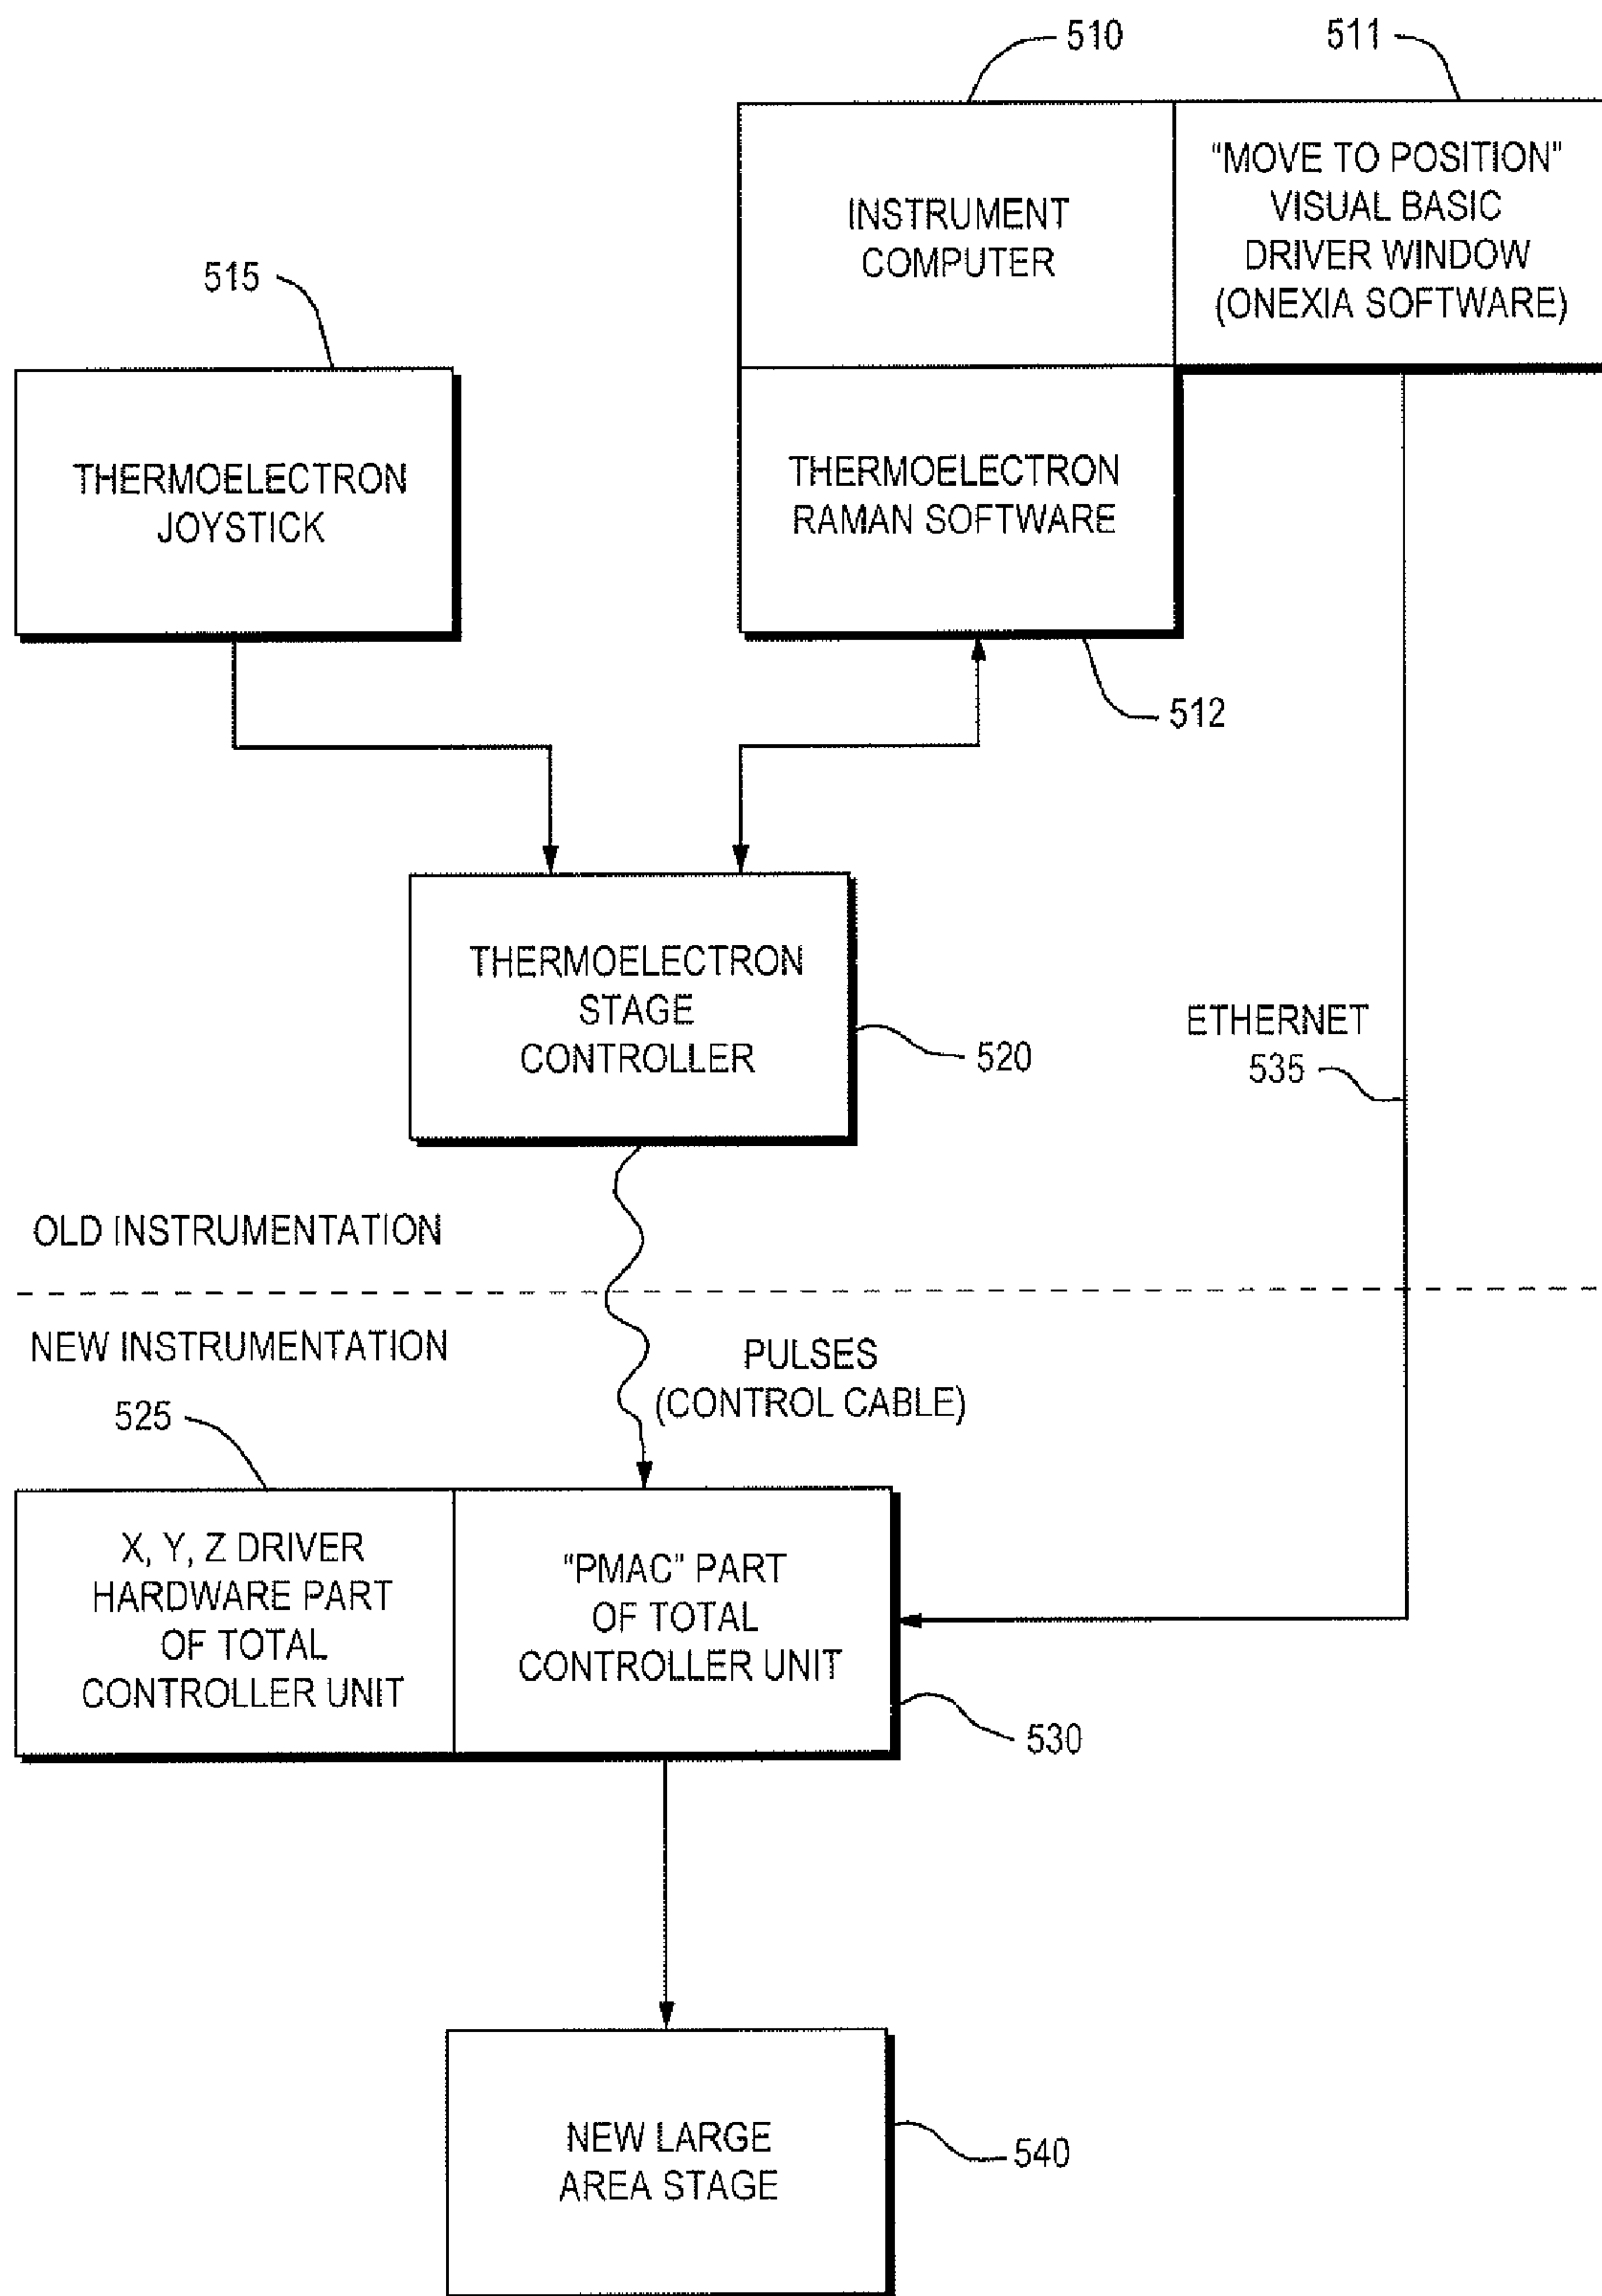 510
511
INSTRUMENT
COMPUTER
"MOVE TO POSITION"
VISUAL BASIC
DRIVER WINDOW
(ONEXIA SOFTWARE)
515
THERMOELECTRON
JOYSTICK
THERMOELECTRON
RAMAN SOFTWARE
512
THERMOELECTRON
STAGE
CONTROLLER
520
ETHERNET
535
OLD INSTRUMENTATION
NEW INSTRUMENTATION
PULSES
(CONTROL CABLE)
525
X, Y, Z DRIVER
HARDWARE PART
OF TOTAL
CONTROLLER UNIT
"PMAC" PART
OF TOTAL
CONTROLLER UNIT
530
NEW LARGE
AREA STAGE
540